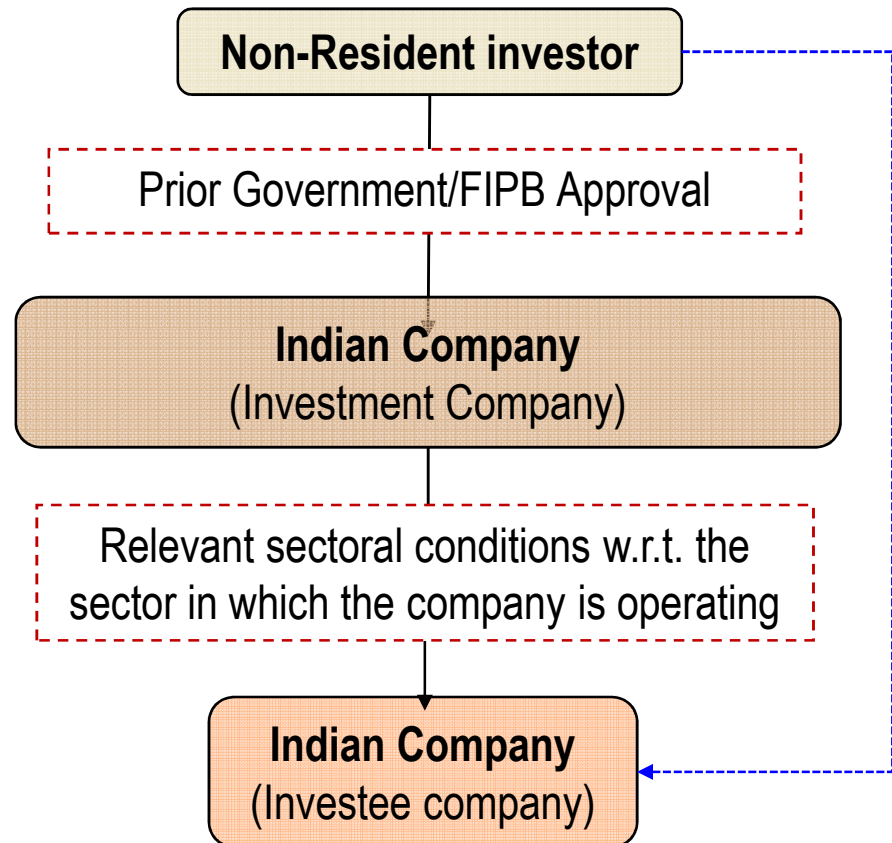 Non-Resident investor
Prior Government/FIPB Approval
Indian Company
(Investment Company)
Relevant sectoral conditions w.r.t. the
sector in which the company is operating
Indian Company
(Investee company)